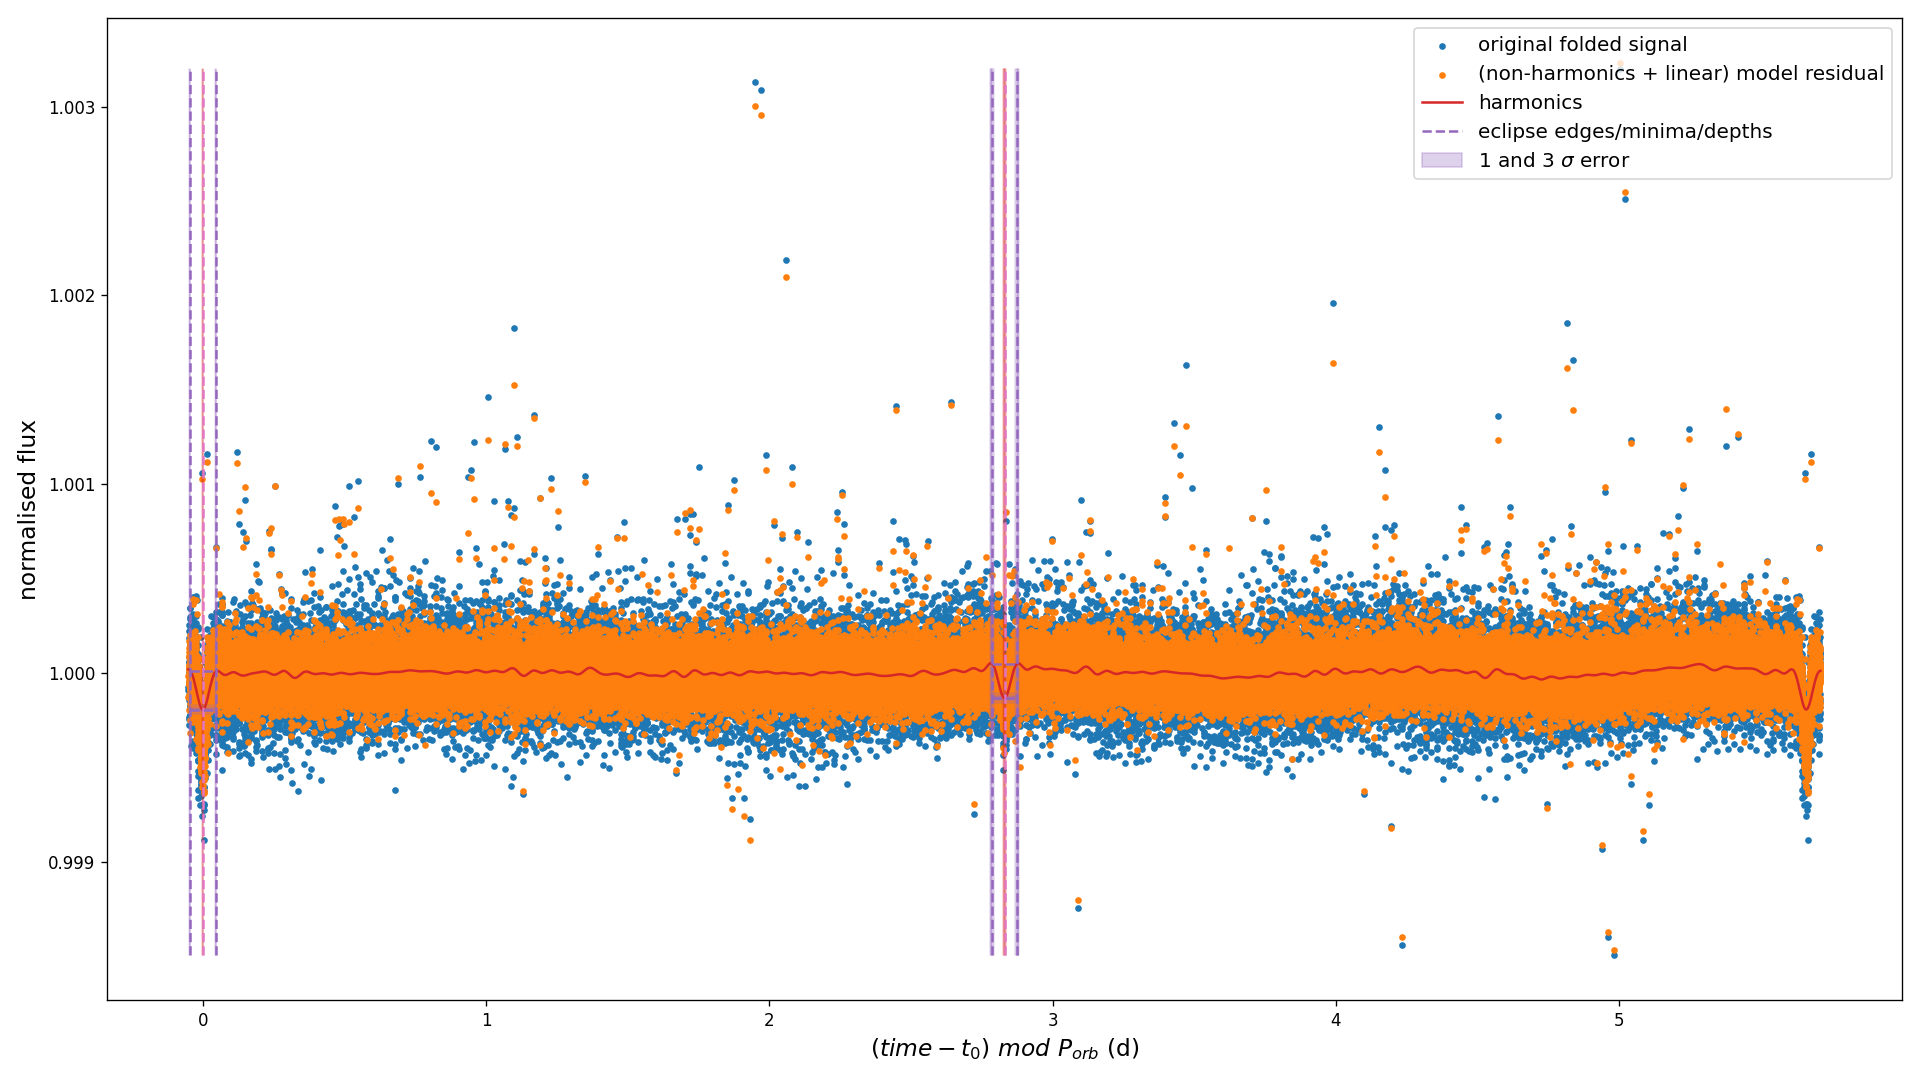 original folded signal
(non-harmonics + linear) model residual
harmonics
eclipse edges/minima/depths
1 and 3 σ error
normalised flux
1.003
1.002
1.001
1.000
0.999
0 1 2 3 4 5
(time − t₀) mod P_orb (d)